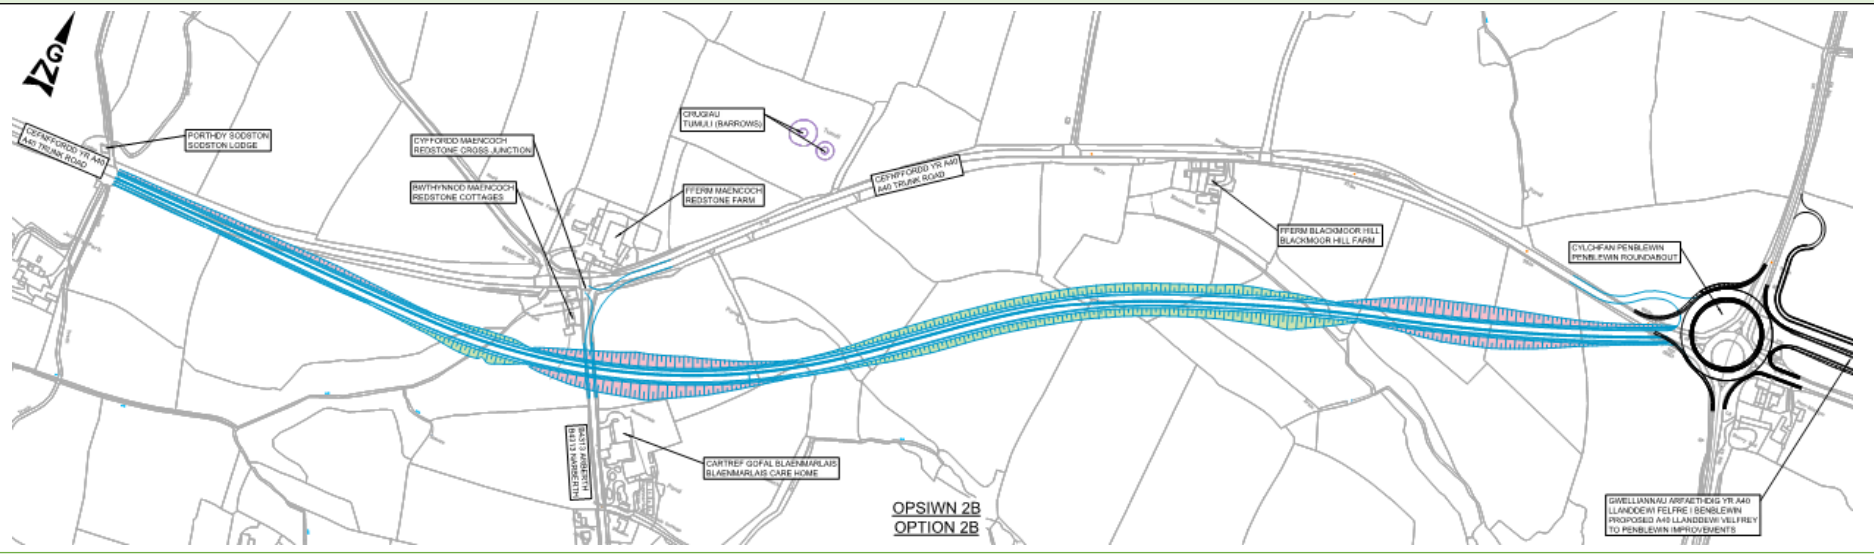 CEFNFFORDD YR A40
A40 TRUNK ROAD
PORTHDY SODSTON
SODSTON LODGE
CYFFORDD MAENCOCH
REDSTONE CROSS JUNCTION
BWTHYNNOD MAENCOCH
REDSTONE COTTAGES
FFERM MAENCOCH
REDSTONE FARM
CRUGIAU
TUMULI (BARROWS)
Tumuli
CEFNFFORDD YR A40
A40 TRUNK ROAD
FFERM BLACKMOOR HILL
BLACKMOOR HILL FARM
CYLCHFAN PENBLEWIN
PENBLEWIN ROUNDABOUT
B4313 ARBERTH
B4313 NARBERTH
CARTREF GOFAL BLAENMARLAIS
BLAENMARLAIS CARE HOME
OPSIWN 2B
OPTION 2B
GWELLIANNAU ARFAETHDIG YR A40
LLANDDEWI FELFRE I BENBLEWIN
PROPOSED A40 LLANDDEWI VELFREY
TO PENBLEWIN IMPROVEMENTS